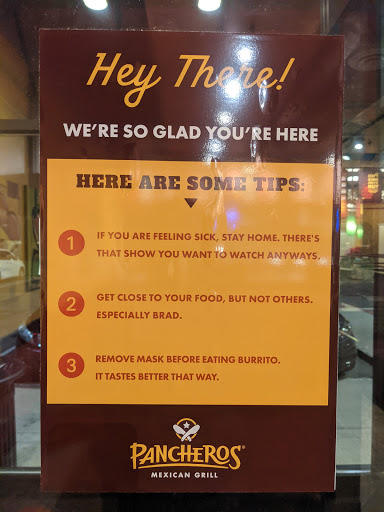 Hey There!
WE'RE SO GLAD YOU'RE HERE
HERE ARE SOME TIPS:
1 IF YOU ARE FEELING SICK, STAY HOME. THERE'S
THAT SHOW YOU WANT TO WATCH ANYWAYS.
2 GET CLOSE TO YOUR FOOD, BUT NOT OTHERS.
ESPECIALLY BRAD.
3 REMOVE MASK BEFORE EATING BURRITO.
IT TASTES BETTER THAT WAY.
PANCHEROS®
MEXICAN GRILL